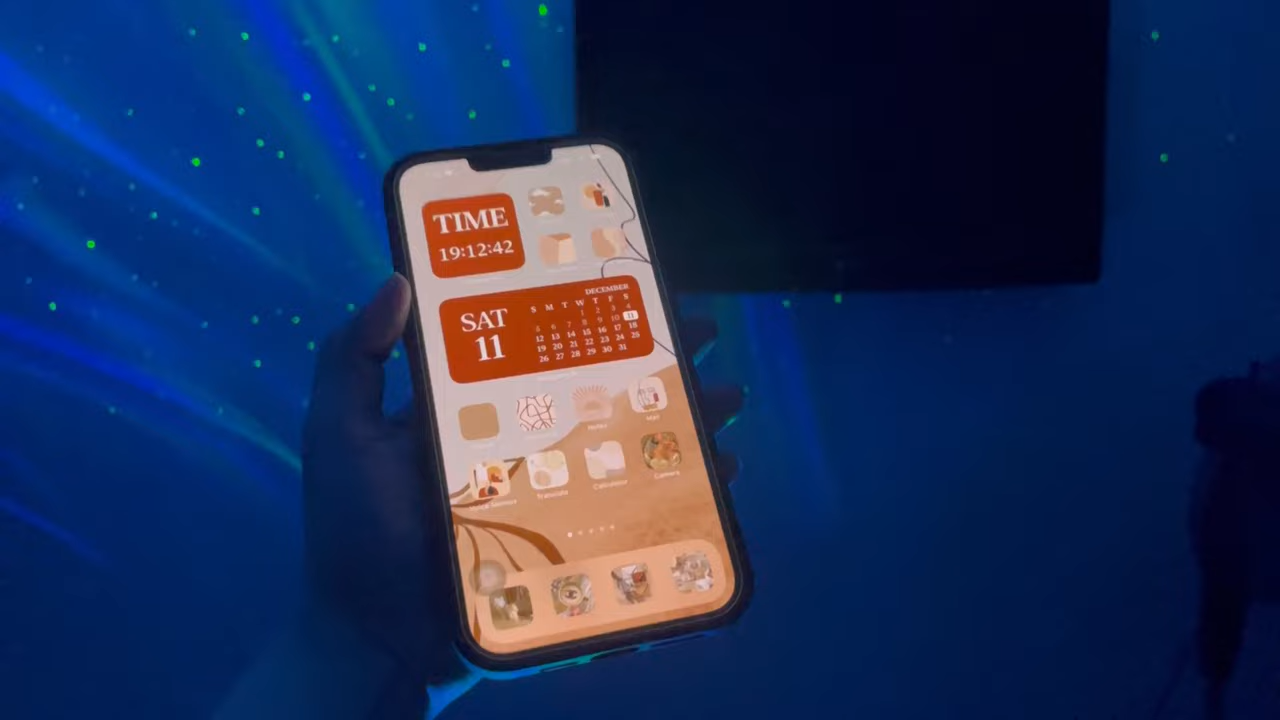 TIME
19:12:42
DECEMBER
SAT
11
S M T W T F S
1 2 3 4
5 6 7 8 9 10 11
12 13 14 15 16 17 18
19 20 21 22 23 24 25
26 27 28 29 30 31
Notes
Translate
Calculator
Camera